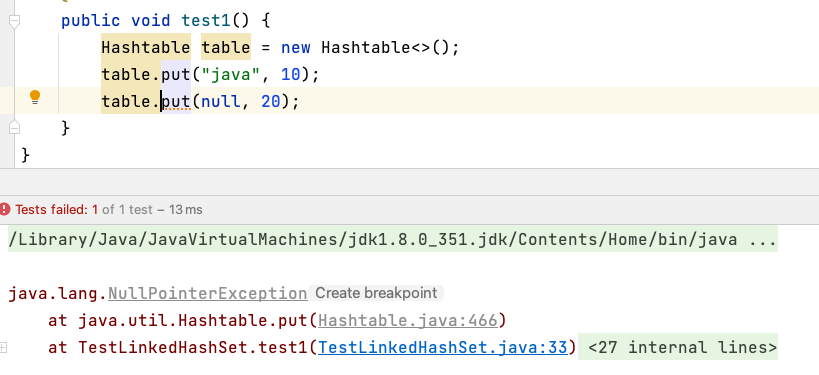 public void test1() {
Hashtable table = new Hashtable<>();
table.put("java", 10);
table.put(null, 20);
}
}
Tests failed: 1 of 1 test – 13 ms
/Library/Java/JavaVirtualMachines/jdk1.8.0_351.jdk/Contents/Home/bin/java ...
java.lang.NullPointerException Create breakpoint
at java.util.Hashtable.put(Hashtable.java:466)
at TestLinkedHashSet.test1(TestLinkedHashSet.java:33) <27 internal lines>